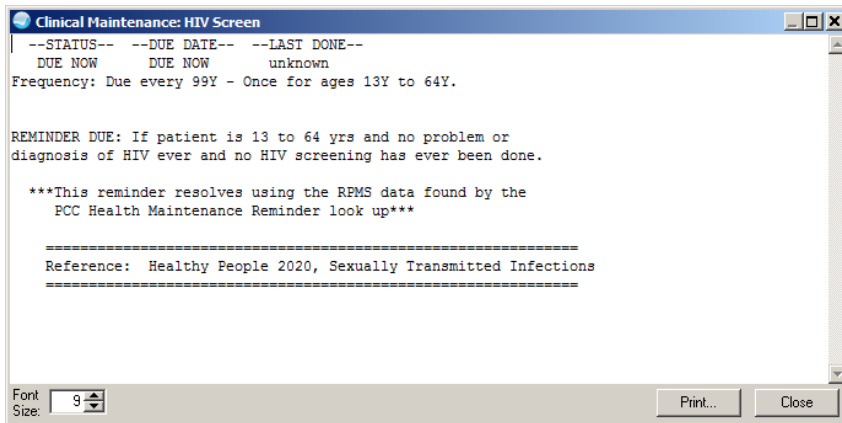 Clinical Maintenance: HIV Screen
--STATUS-- --DUE DATE-- --LAST DONE--
DUE NOW DUE NOW unknown
Frequency: Due every 99Y - Once for ages 13Y to 64Y.
REMINDER DUE: If patient is 13 to 64 yrs and no problem or
diagnosis of HIV ever and no HIV screening has ever been done.
***This reminder resolves using the RPMS data found by the
PCC Health Maintenance Reminder look up***
==============================================================
Reference: Healthy People 2020, Sexually Transmitted Infections
==============================================================
Font
Size: 9
Print... Close